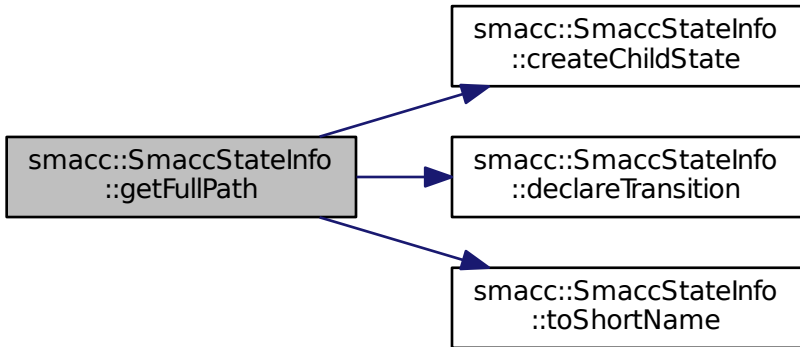 smacc::SmaccStateInfo
::getFullPath
smacc::SmaccStateInfo
::createChildState
smacc::SmaccStateInfo
::declareTransition
smacc::SmaccStateInfo
::toShortName